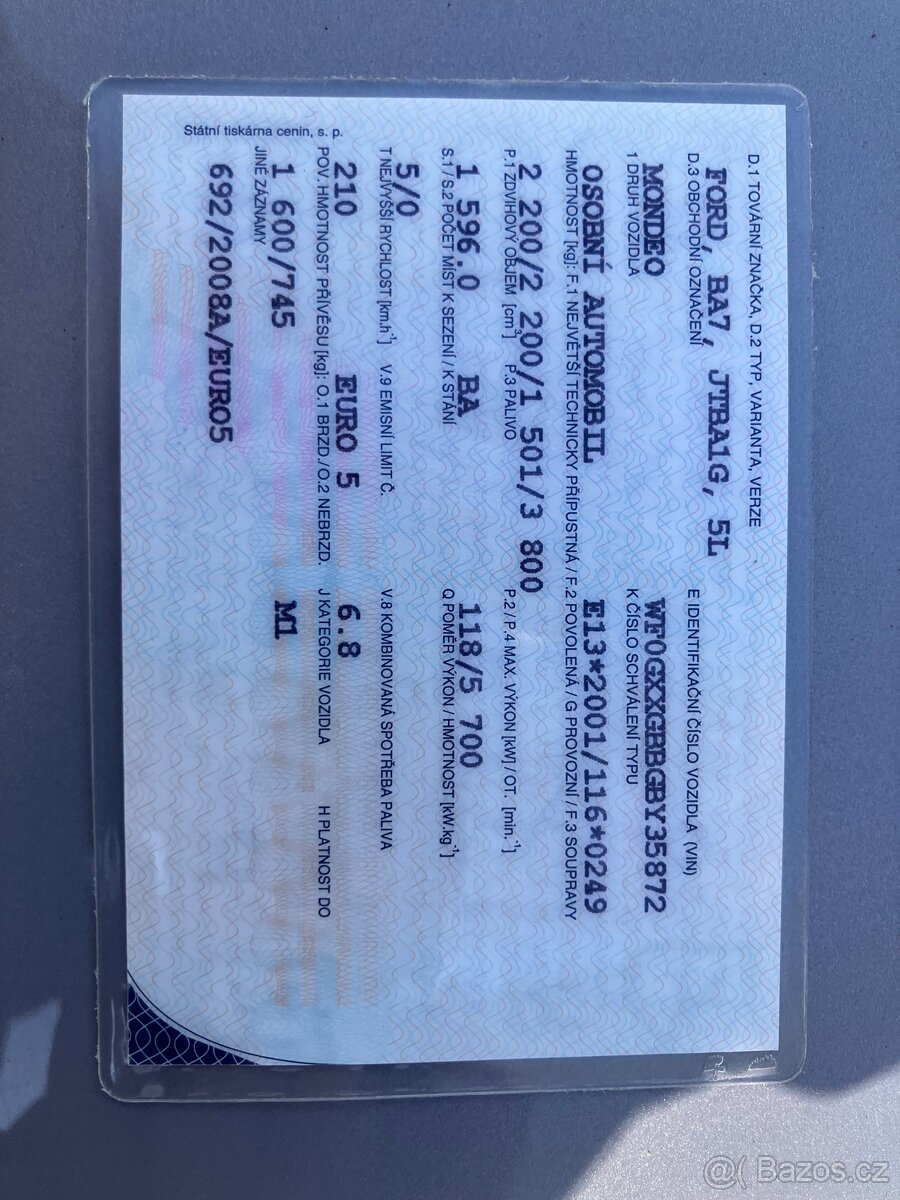 D.1 TOVÁRNÍ ZNAČKA, D.2 TYP, VARIANTA, VERZE
FORD, BA7, JTBA1G, 5L
D.3 OBCHODNÍ OZNAČENÍ E IDENTIFIKAČNÍ ČÍSLO VOZIDLA (VIN)
MONDEO WF0GXXGBBGBY35872
1 DRUH VOZIDLA K ČÍSLO SCHVÁLENÍ TYPU
OSOBNÍ AUTOMOBIL E13*2001/116*0249
HMOTNOST [kg]: F.1 NEJVĚTŠÍ TECHNICKY PŘÍPUSTNÁ / F.2 POVOLENÁ / G PROVOZNÍ / F.3 SOUPRAVY
2 200/2 200/1 501/3 800
P.1 ZDVIHOVÝ OBJEM [cm³] P.3 PALIVO P.2 / P.4 MAX. VÝKON [kW] / OT. [min.⁻¹]
1 596.0 BA 118/5 700
S.1 / S.2 POČET MÍST K SEZENÍ / K STÁNÍ Q POMĚR VÝKON / HMOTNOST [kW.kg⁻¹]
5/0
T NEJVYŠŠÍ RYCHLOST [km.h⁻¹] V.9 EMISNÍ LIMIT Č. V.8 KOMBINOVANÁ SPOTŘEBA PALIVA
210 EURO 5 6.8
POV. HMOTNOST PŘÍVĚSU [kg]: O.1 BRZD./O.2 NEBRZD. J KATEGORIE VOZIDLA H PLATNOST DO
1 600/745 M1
JINÉ ZÁZNAMY
692/2008A/EURO5
Státní tiskárna cenin, s. p.
@( Bazos.cz